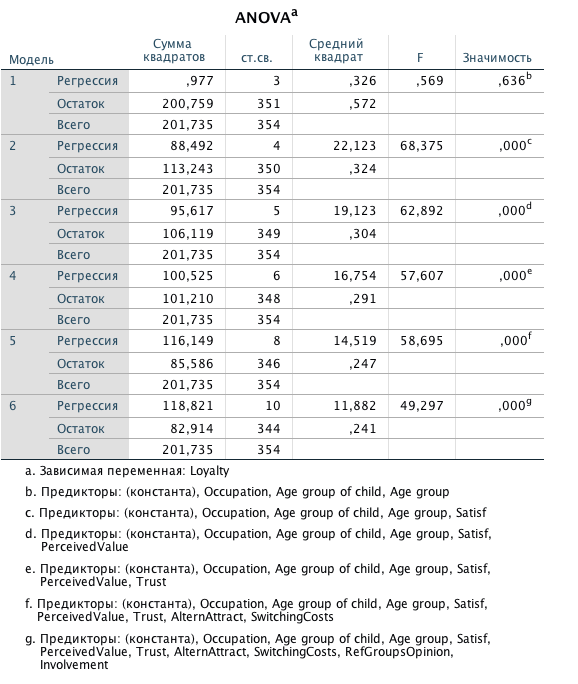 ANOVAa
Модель Сумма квадратов ст.св. Средний квадрат F Значимость
1 Регрессия ,977 3 ,326 ,569 ,636b
Остаток 200,759 351 ,572
Всего 201,735 354
2 Регрессия 88,492 4 22,123 68,375 ,000c
Остаток 113,243 350 ,324
Всего 201,735 354
3 Регрессия 95,617 5 19,123 62,892 ,000d
Остаток 106,119 349 ,304
Всего 201,735 354
4 Регрессия 100,525 6 16,754 57,607 ,000e
Остаток 101,210 348 ,291
Всего 201,735 354
5 Регрессия 116,149 8 14,519 58,695 ,000f
Остаток 85,586 346 ,247
Всего 201,735 354
6 Регрессия 118,821 10 11,882 49,297 ,000g
Остаток 82,914 344 ,241
Всего 201,735 354
a. Зависимая переменная: Loyalty
b. Предикторы: (константа), Occupation, Age group of child, Age group
c. Предикторы: (константа), Occupation, Age group of child, Age group, Satisf
d. Предикторы: (константа), Occupation, Age group of child, Age group, Satisf,
PerceivedValue
e. Предикторы: (константа), Occupation, Age group of child, Age group, Satisf,
PerceivedValue, Trust
f. Предикторы: (константа), Occupation, Age group of child, Age group, Satisf,
PerceivedValue, Trust, AlternAttract, SwitchingCosts
g. Предикторы: (константа), Occupation, Age group of child, Age group, Satisf,
PerceivedValue, Trust, AlternAttract, SwitchingCosts, RefGroupsOpinion,
Involvement